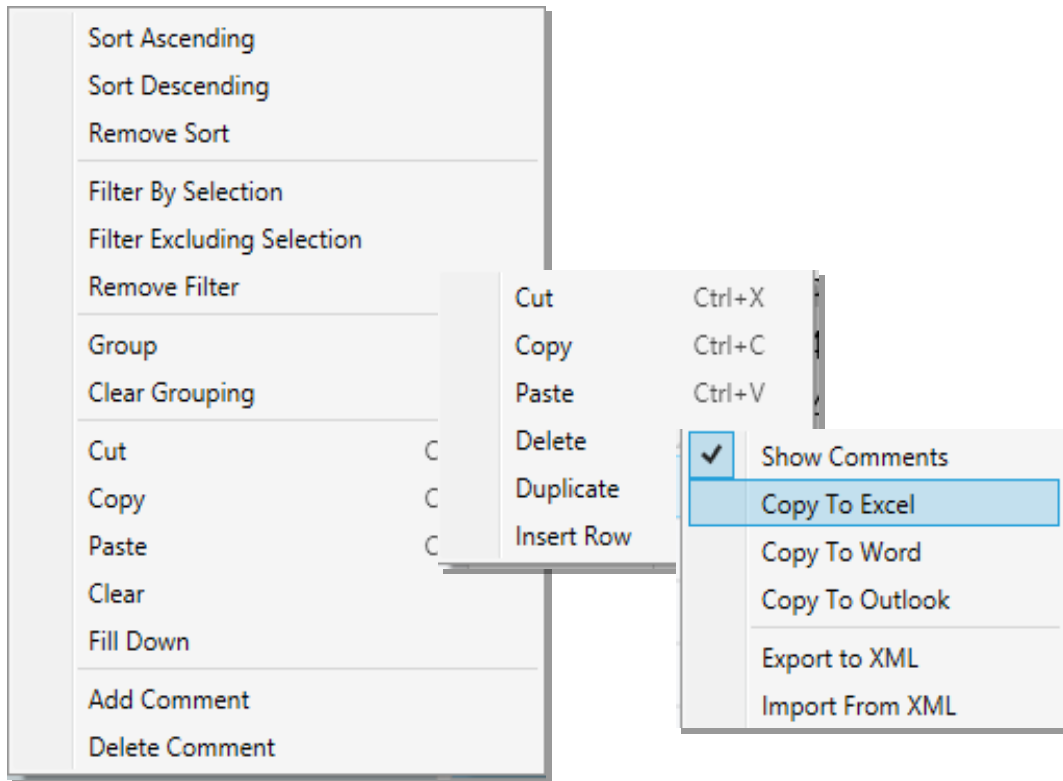 Sort Ascending
Sort Descending
Remove Sort
Filter By Selection
Filter Excluding Selection
Remove Filter
Group
Clear Grouping
Cut C
Copy C
Paste C
Clear
Fill Down
Add Comment
Delete Comment
Cut Ctrl+X
Copy Ctrl+C
Paste Ctrl+V
Delete
Duplicate
Insert Row
Show Comments
Copy To Excel
Copy To Word
Copy To Outlook
Export to XML
Import From XML